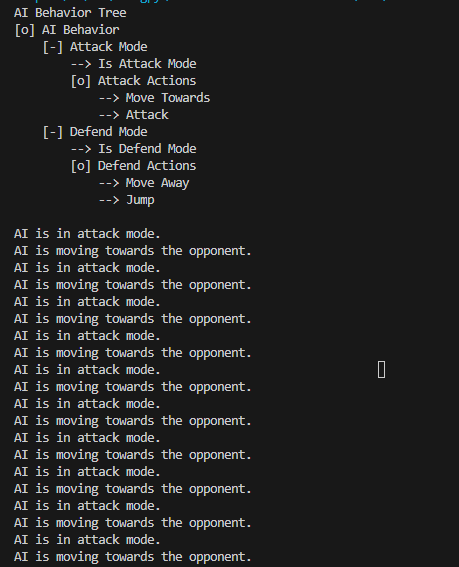 AI Behavior Tree
[o] AI Behavior
    [-] Attack Mode
        --> Is Attack Mode
        [o] Attack Actions
            --> Move Towards
            --> Attack
    [-] Defend Mode
        --> Is Defend Mode
        [o] Defend Actions
            --> Move Away
            --> Jump

AI is in attack mode.
AI is moving towards the opponent.
AI is in attack mode.
AI is moving towards the opponent.
AI is in attack mode.
AI is moving towards the opponent.
AI is in attack mode.
AI is moving towards the opponent.
AI is in attack mode.
AI is moving towards the opponent.
AI is in attack mode.
AI is moving towards the opponent.
AI is in attack mode.
AI is moving towards the opponent.
AI is in attack mode.
AI is moving towards the opponent.
AI is in attack mode.
AI is moving towards the opponent.
AI is in attack mode.
AI is moving towards the opponent.